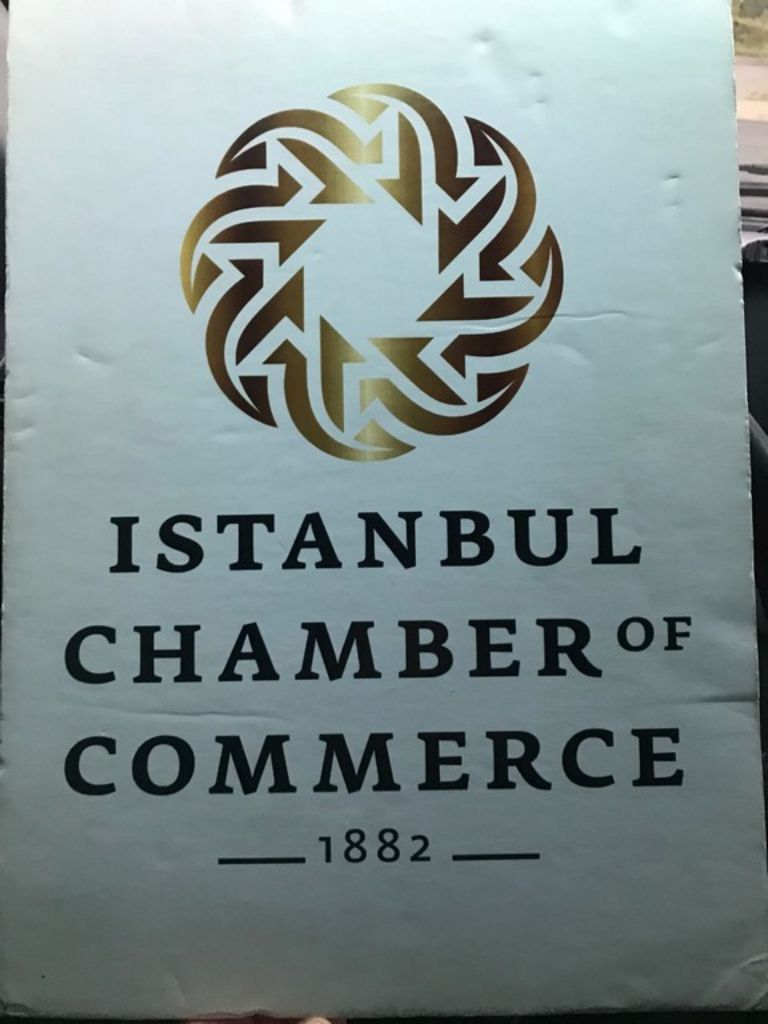 ISTANBUL
CHAMBER OF
COMMERCE
1882